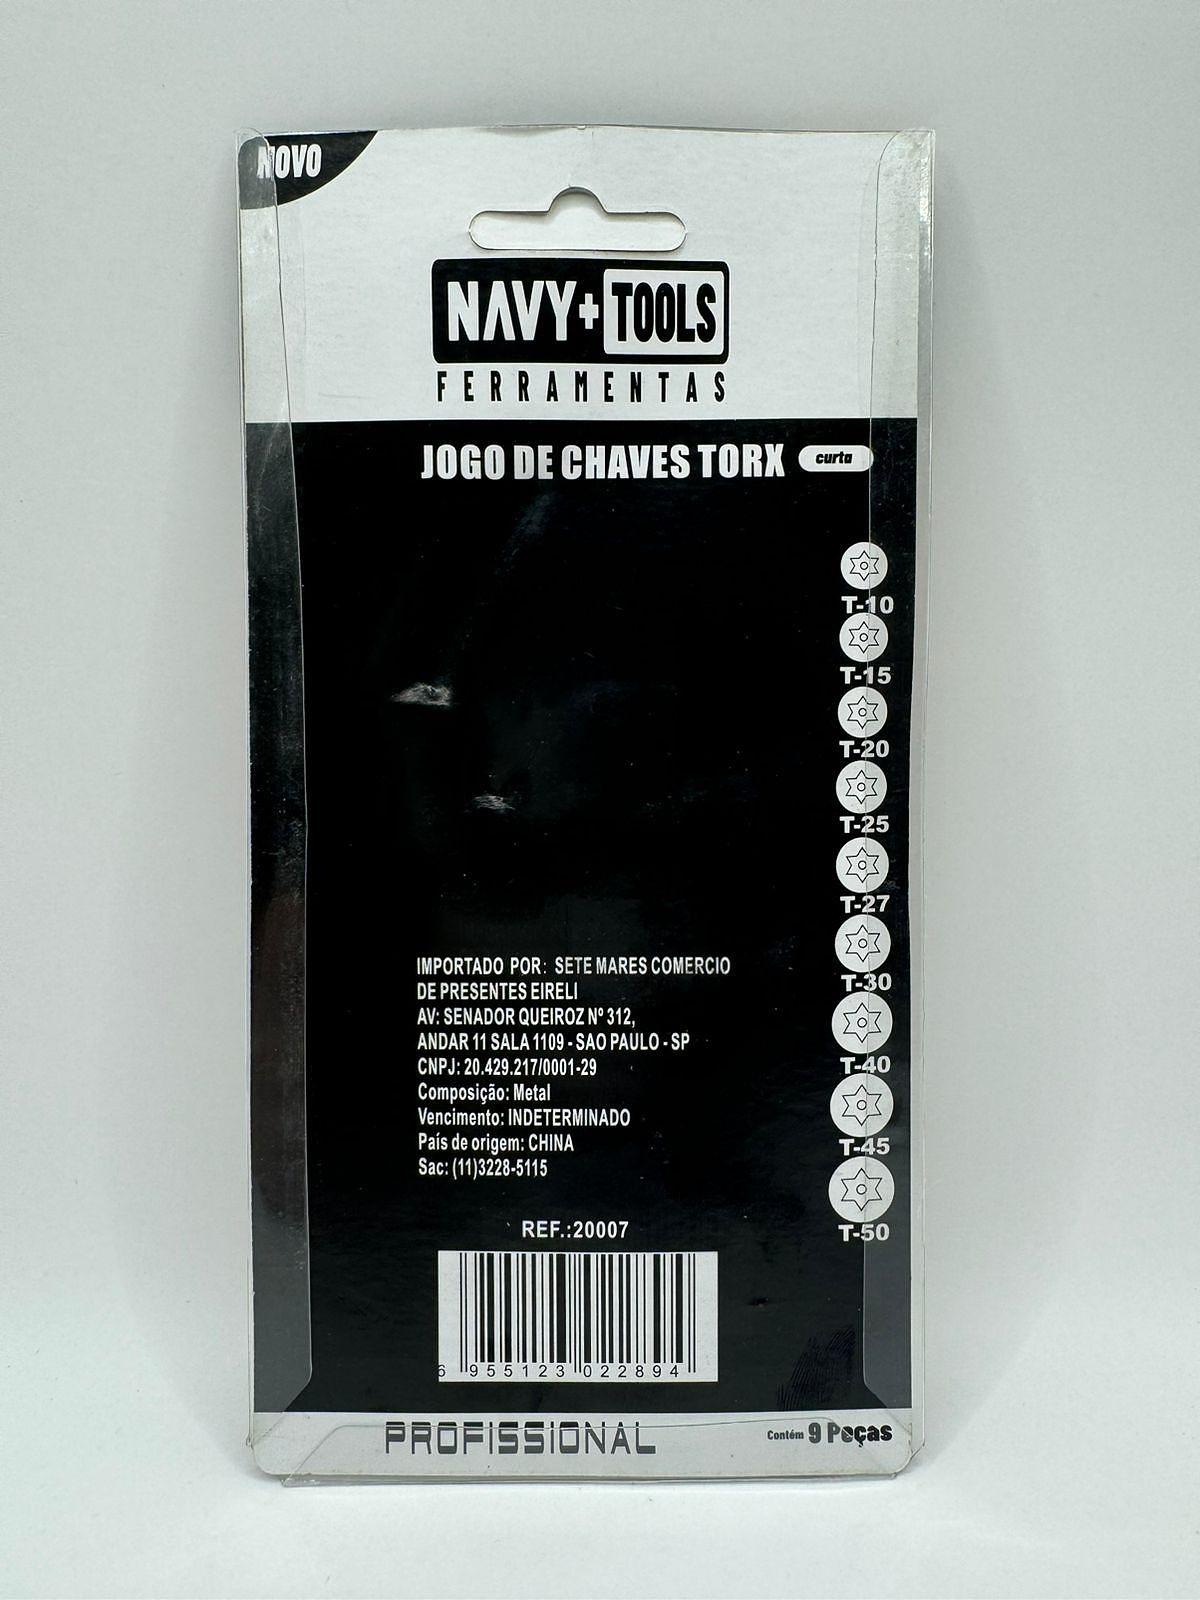 NOVO
NAVY+TOOLS
FERRAMENTAS
JOGO DE CHAVES TORX curta
T-10
T-15
T-20
T-25
T-27
T-30
T-40
T-45
T-50
IMPORTADO POR: SETE MARES COMERCIO
DE PRESENTES EIRELI
AV: SENADOR QUEIROZ Nº 312,
ANDAR 11 SALA 1109 - SAO PAULO - SP
CNPJ: 20.429.217/0001-29
Composição: Metal
Vencimento: INDETERMINADO
País de origem: CHINA
Sac: (11)3228-5115
REF.:20007
6 955123 022894
PROFISSIONAL
Contém 9 Peças